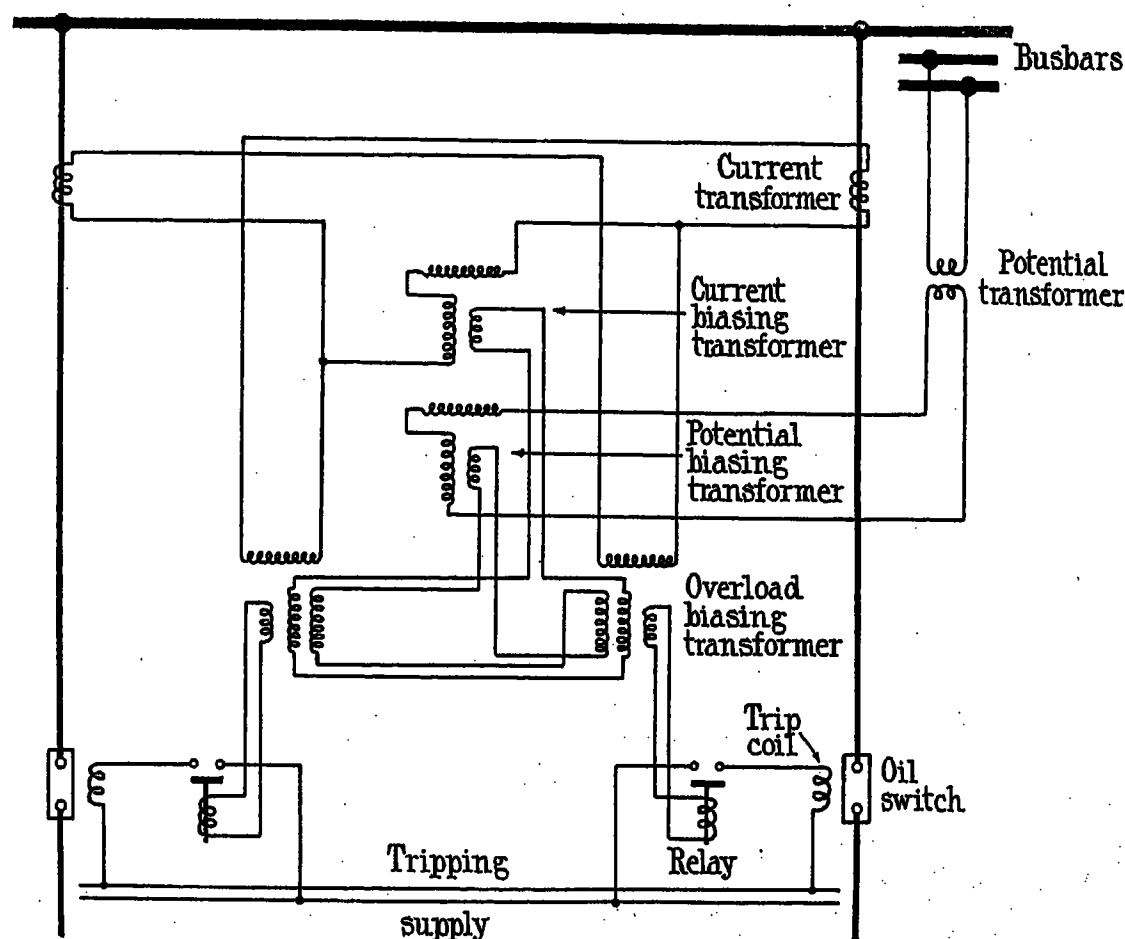 Busbars
Current
transformer
Potential
transformer
Current
biasing
transformer
Potential
biasing
transformer
Overload
biasing
transformer
Trip
coil
Oil
switch
Relay
Tripping
supply